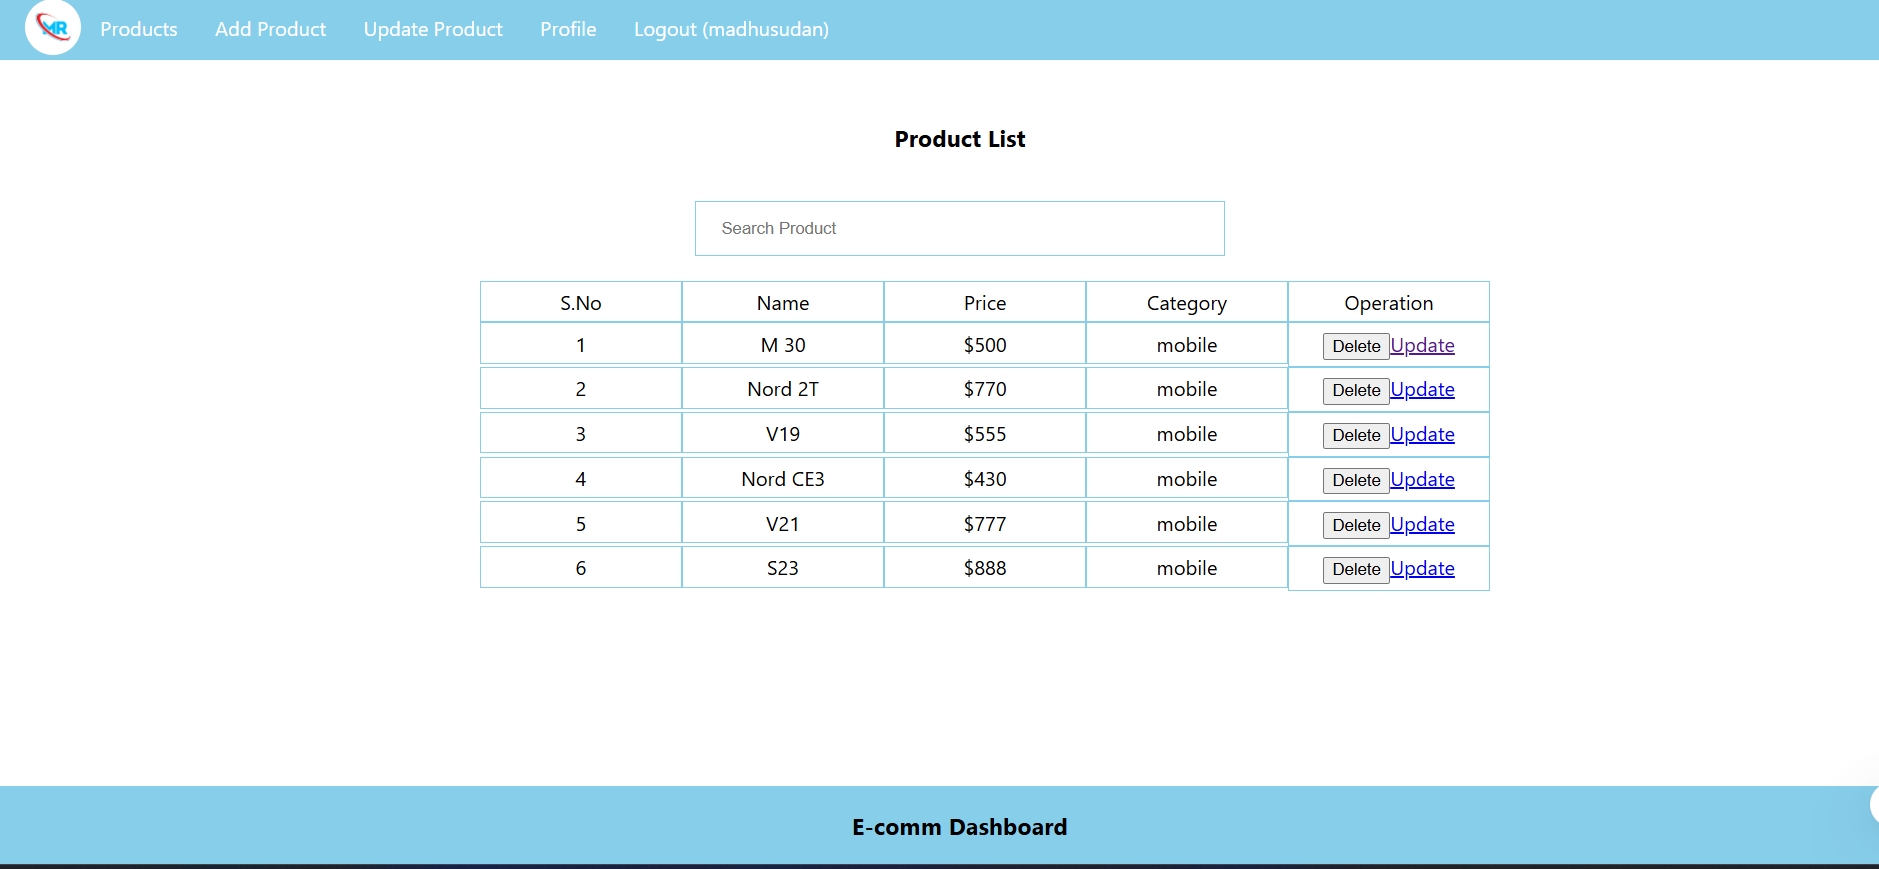 MR Products Add Product Update Product Profile Logout (madhusudan)
Product List
Search Product
S.No Name Price Category Operation
1 M 30 $500 mobile Delete Update
2 Nord 2T $770 mobile Delete Update
3 V19 $555 mobile Delete Update
4 Nord CE3 $430 mobile Delete Update
5 V21 $777 mobile Delete Update
6 S23 $888 mobile Delete Update
E-comm Dashboard